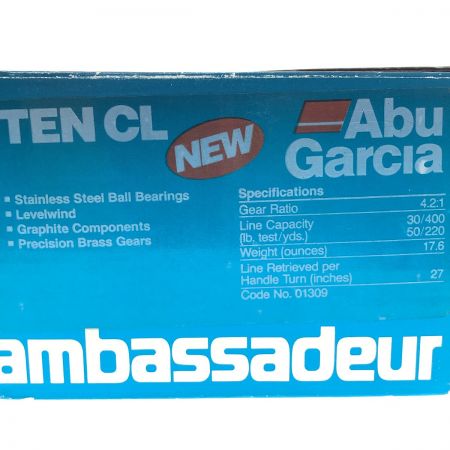 TEN CL
NEW
Abu
Garcia
▪ Stainless Steel Ball Bearings
▪ Levelwind
▪ Graphite Components
▪ Precision Brass Gears
Specifications
Gear Ratio 4.2:1
Line Capacity 30/400
(lb. test/yds.) 50/220
Weight (ounces) 17.6
Line Retrieved per
Handle Turn (inches) 27
Code No. 01309
ambassadeur